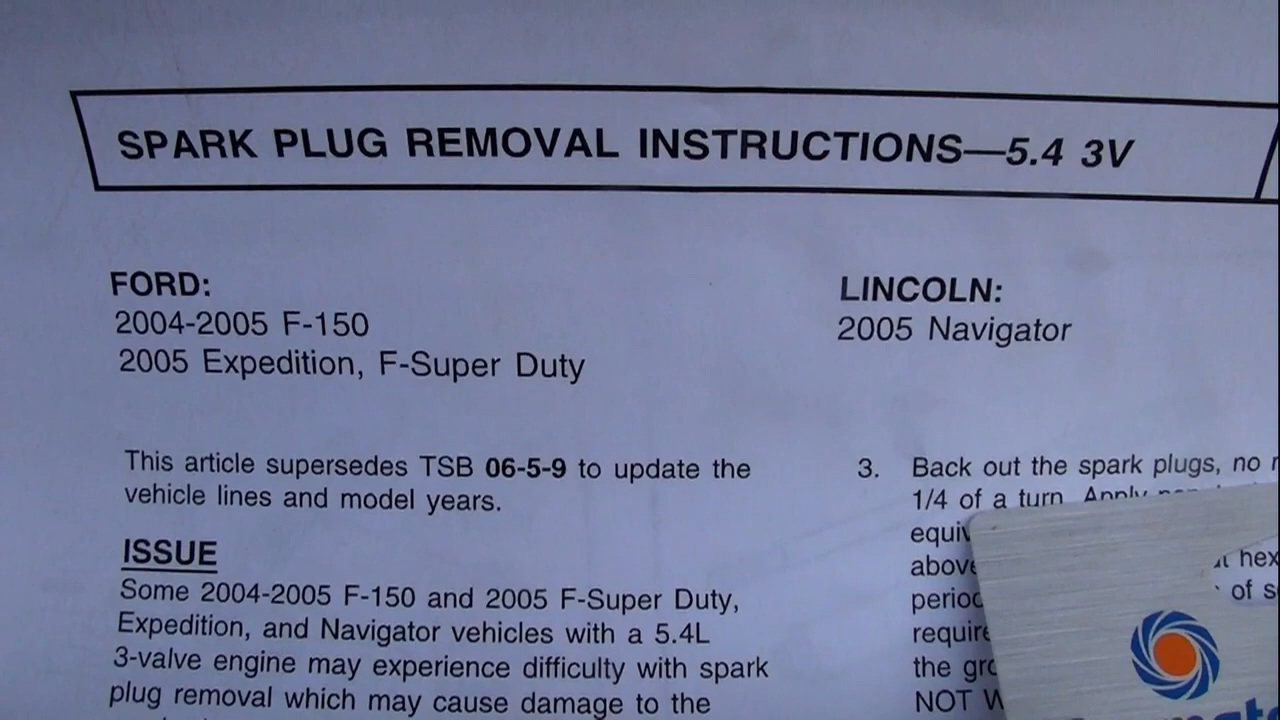 SPARK PLUG REMOVAL INSTRUCTIONS—5.4 3V
FORD:
2004-2005 F-150
2005 Expedition, F-Super Duty
LINCOLN:
2005 Navigator
This article supersedes TSB 06-5-9 to update the
vehicle lines and model years.
ISSUE
Some 2004-2005 F-150 and 2005 F-Super Duty,
Expedition, and Navigator vehicles with a 5.4L
3-valve engine may experience difficulty with spark
plug removal which may cause damage to the
3. Back out the spark plugs, no
1/4 of a turn. Apply
the
NOT
hex
of